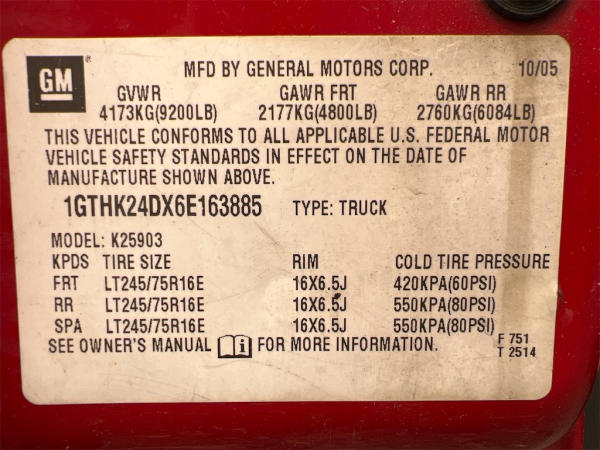 GM
MFD BY GENERAL MOTORS CORP. 10/05
GVWR GAWR FRT GAWR RR
4173KG(9200LB) 2177KG(4800LB) 2760KG(6084LB)
THIS VEHICLE CONFORMS TO ALL APPLICABLE U.S. FEDERAL MOTOR
VEHICLE SAFETY STANDARDS IN EFFECT ON THE DATE OF
MANUFACTURE SHOWN ABOVE.
1GTHK24DX6E163885 TYPE: TRUCK
MODEL: K25903
KPDS TIRE SIZE RIM COLD TIRE PRESSURE
FRT LT245/75R16E 16X6.5J 420KPA(60PSI)
RR LT245/75R16E 16X6.5J 550KPA(80PSI)
SPA LT245/75R16E 16X6.5J 550KPA(80PSI)
SEE OWNER'S MANUAL i FOR MORE INFORMATION. F 751
T 2514